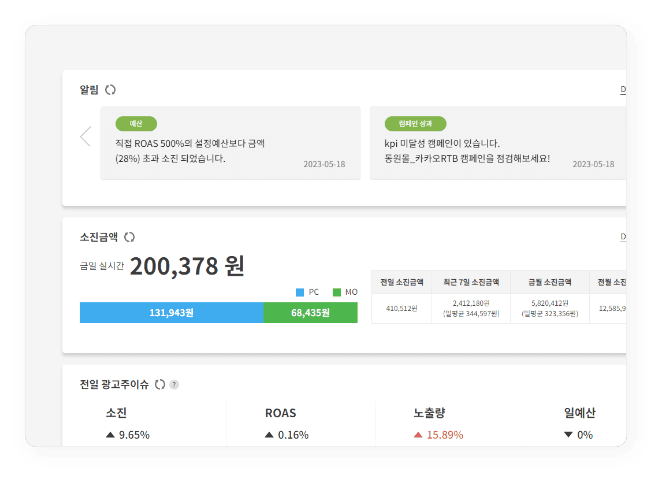 알림
D
예산
직접 ROAS 500%의 설정예산보다 금액
(28%) 초과 소진 되었습니다.
2023-05-18
캠페인 성과
kpi 미달성 캠페인이 있습니다.
동원몰_카카오RTB 캠페인을 점검해보세요!
2023-05-18
소진금액
D
금일 실시간 200,378 원
PC MO
131,943원 68,435원
전일 소진금액 최근 7일 소진금액 금월 소진금액 전월 소진
410,512원 2,412,180원 5,820,412원 12,585,9
(일평균 344,597원) (일평균 323,356원)
전일 광고주이슈 ?
소진 ROAS 노출량 일예산
▲ 9.65% ▲ 0.16% ▲ 15.89% ▼ 0%